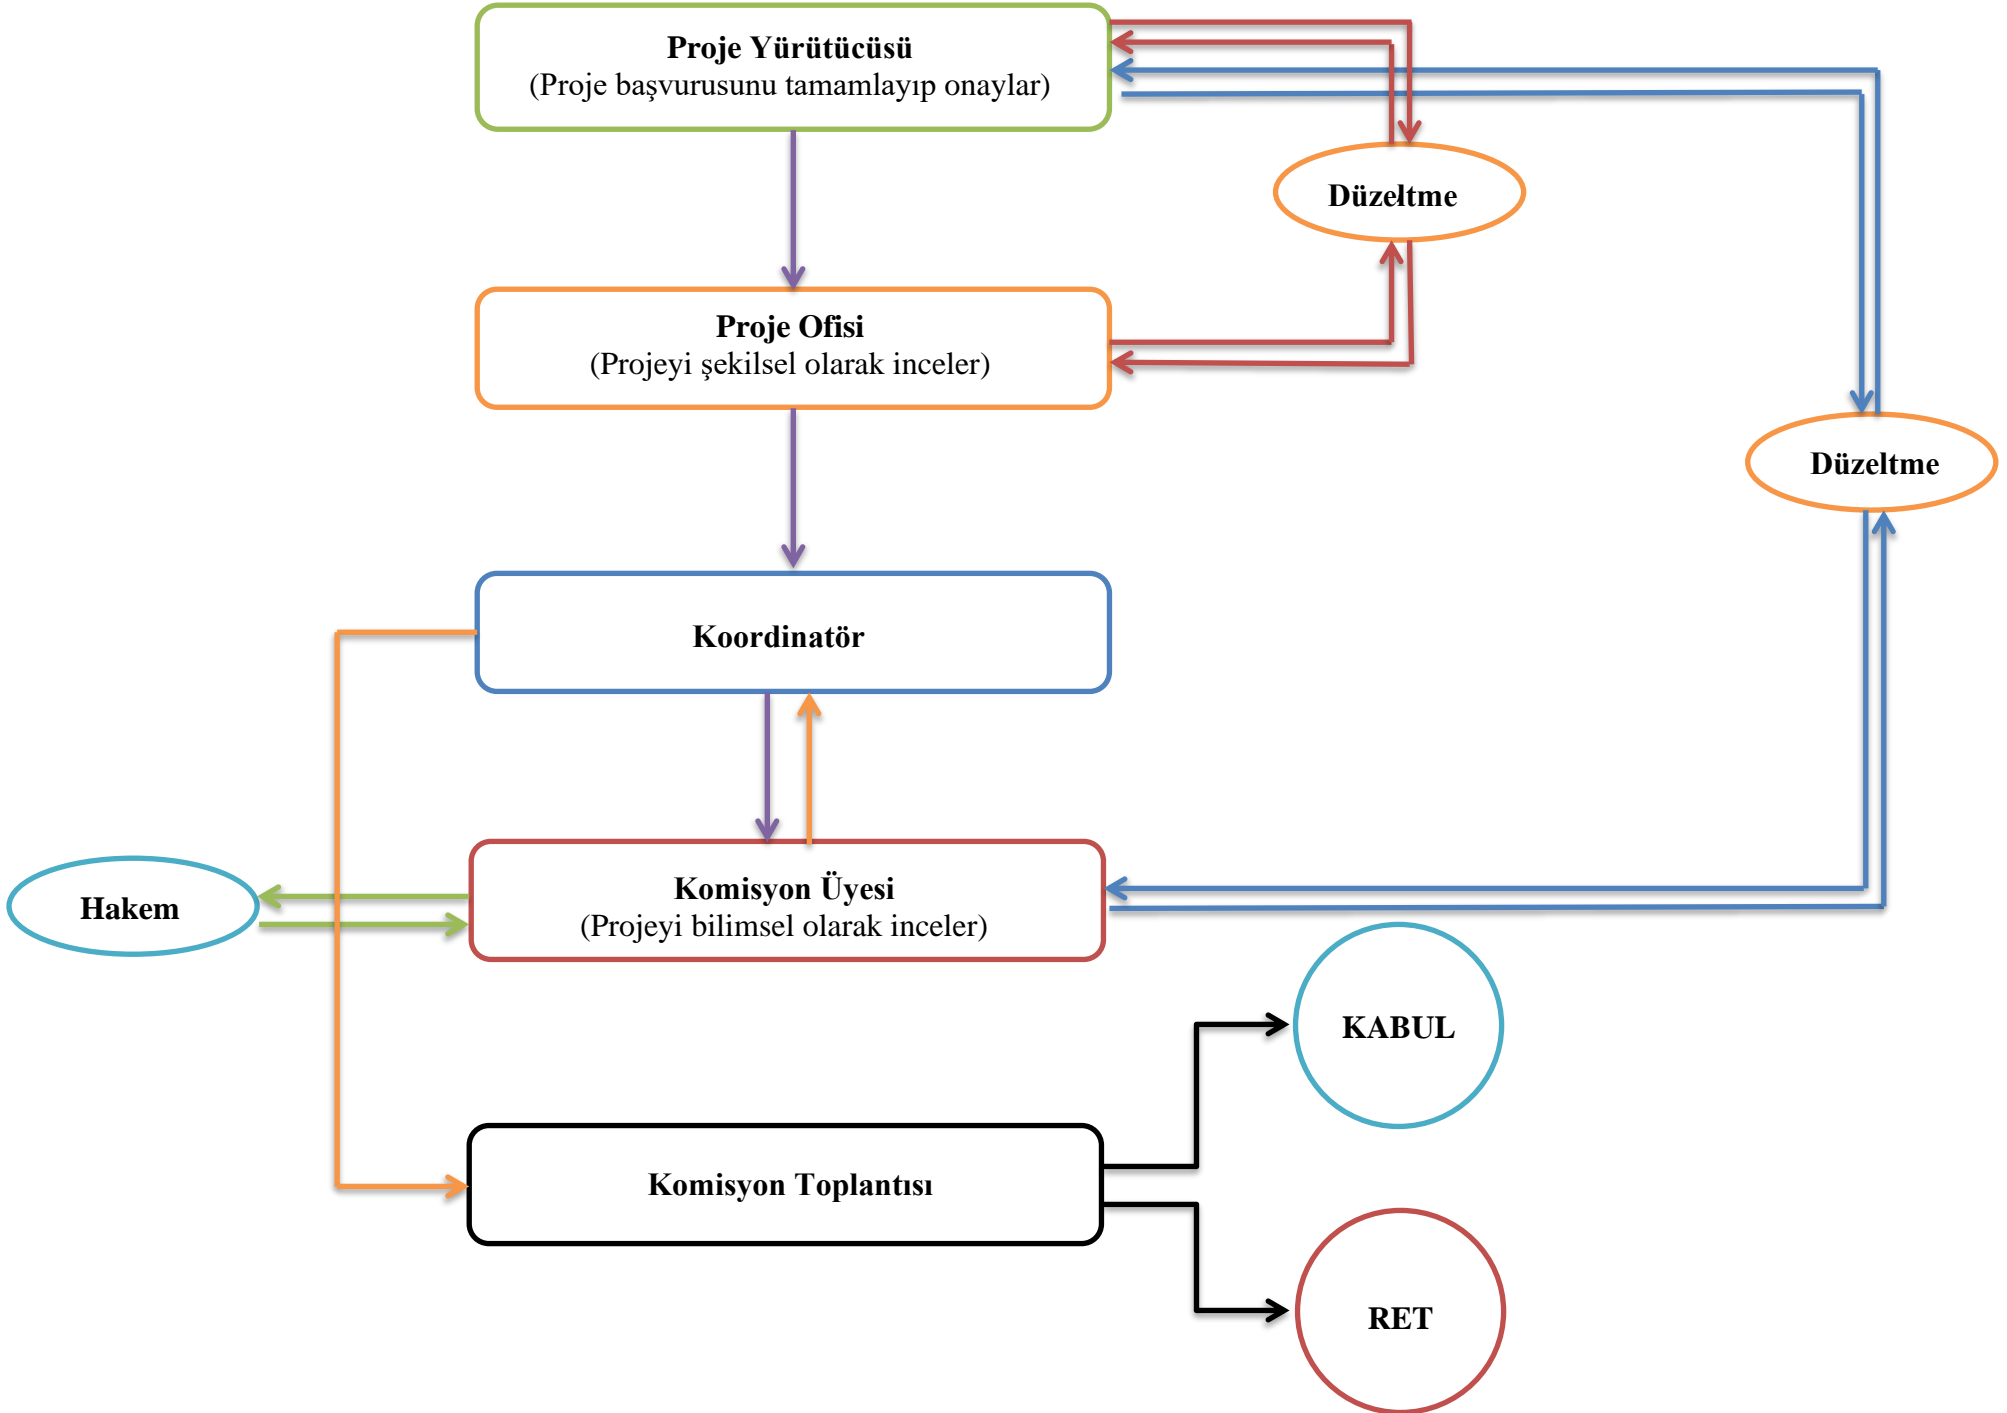 Proje Yürütücüsü
(Proje başvurusunu tamamlayıp onaylar)
Düzeltme
Proje Ofisi
(Projeyi şekilsel olarak inceler)
Düzeltme
Koordinatör
Komisyon Üyesi
(Projeyi bilimsel olarak inceler)
Hakem
KABUL
Komisyon Toplantısı
RET